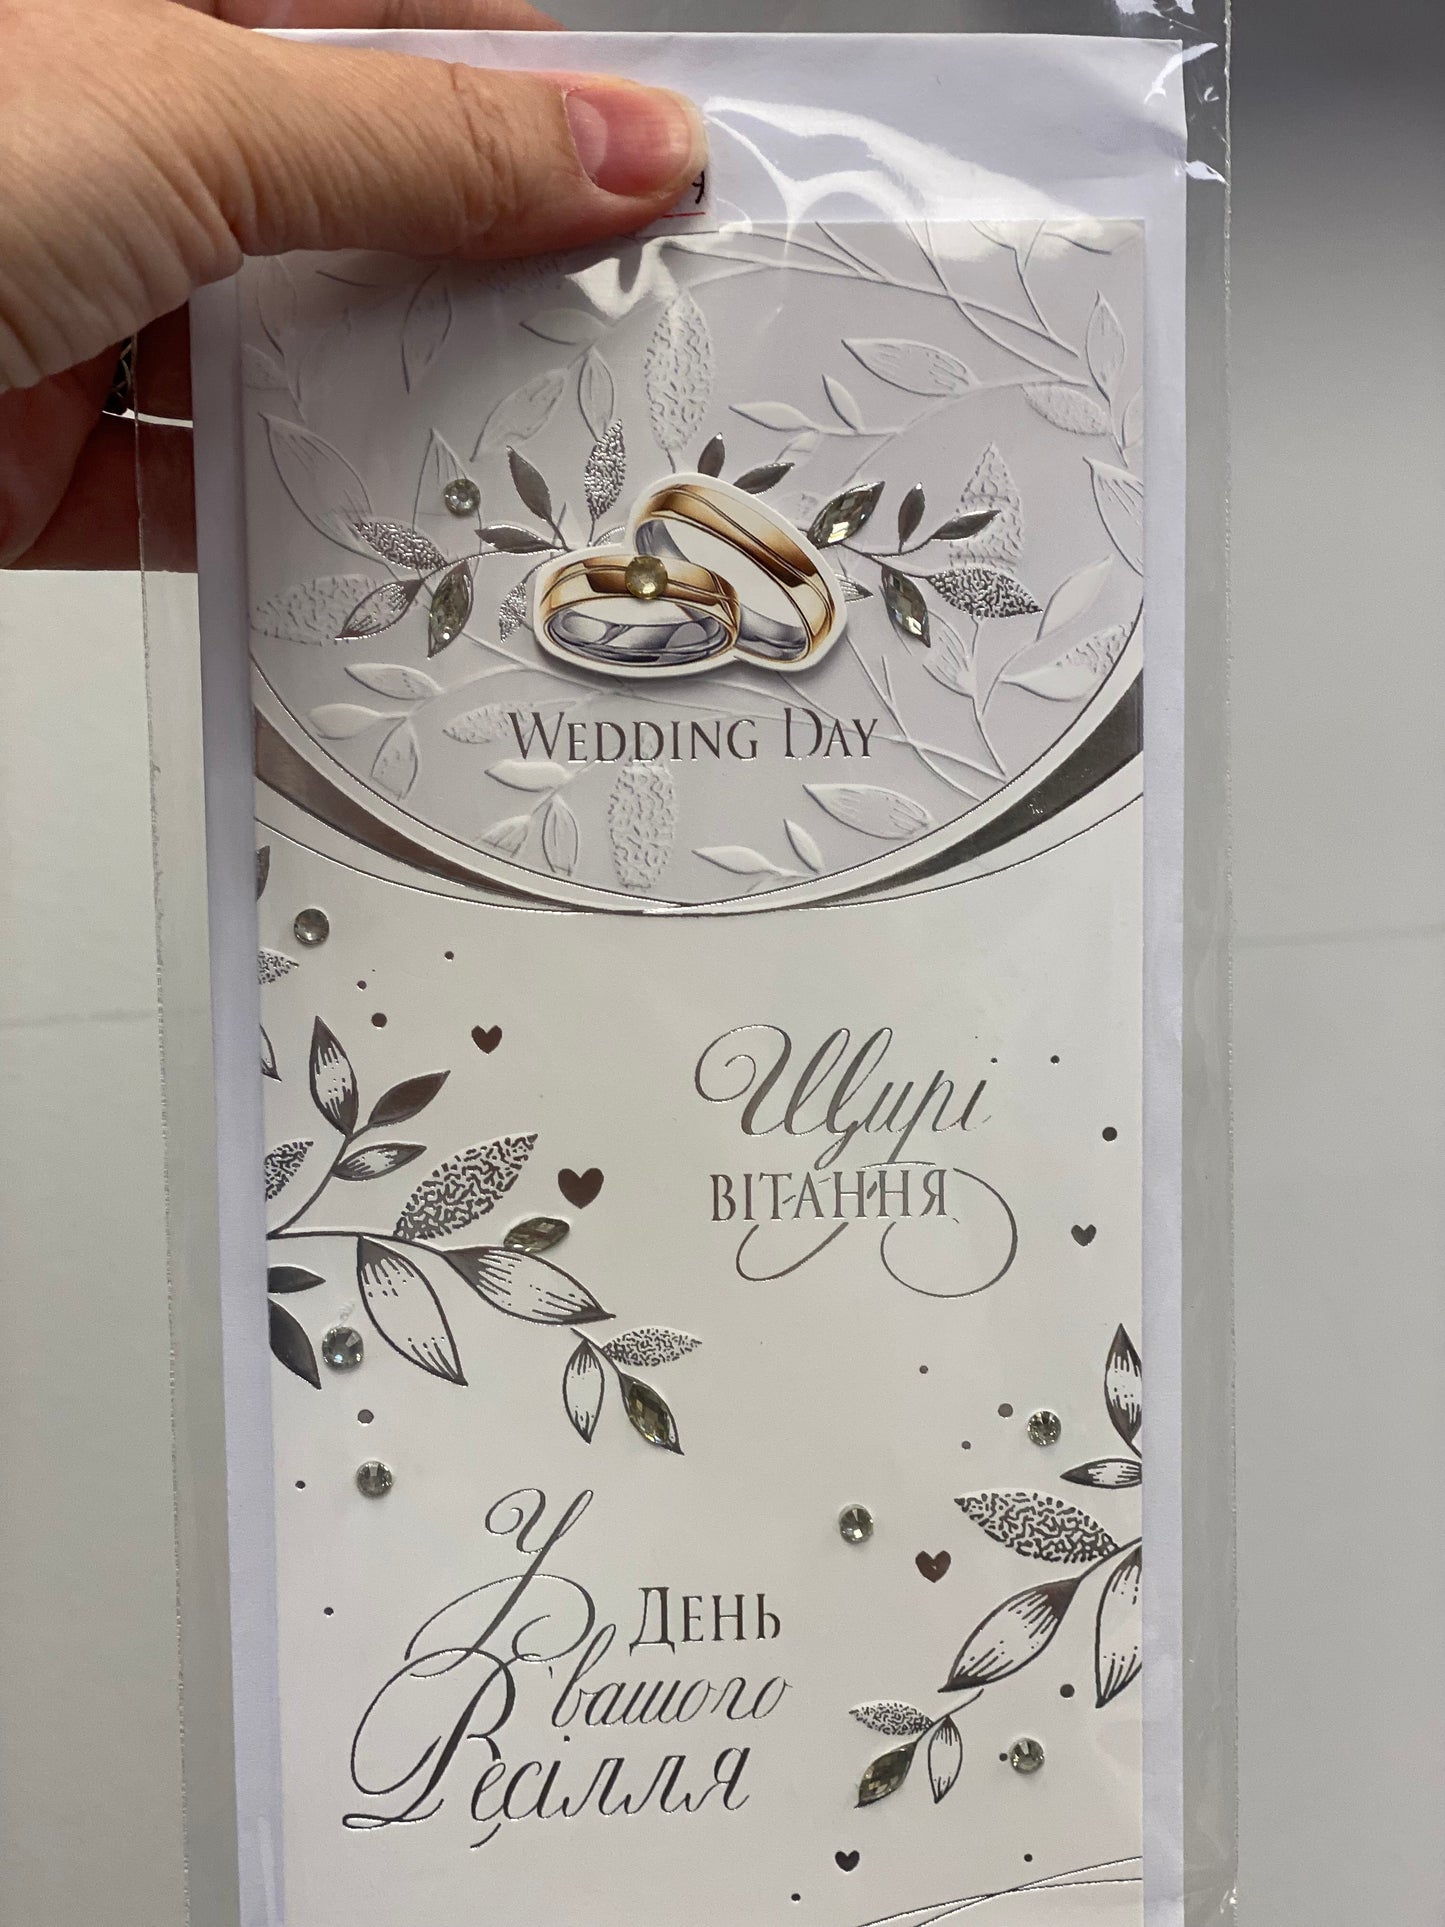 WEDDING DAY
Щирі
ВІТАННЯ
У ДЕНЬ
вашого
Весілля